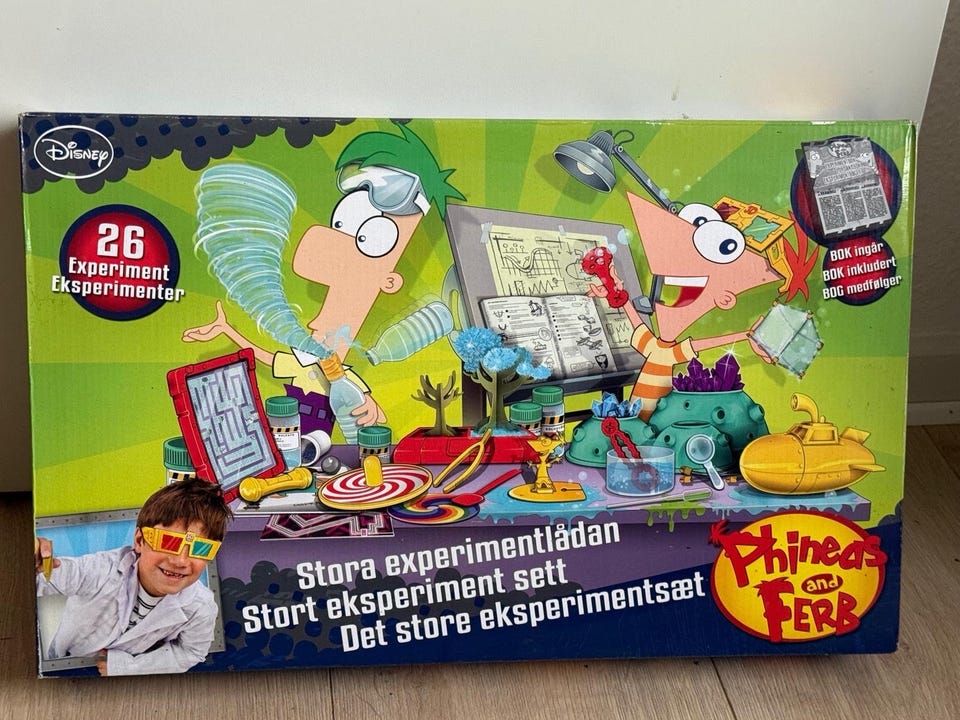 Disney
26
Experiment
Eksperimenter
BOK ingår
BOK inkludert
BOG medfølger
Stora experimentlådan
Stort eksperiment sett
Det store eksperimentsæt
Phineas
and
FERB